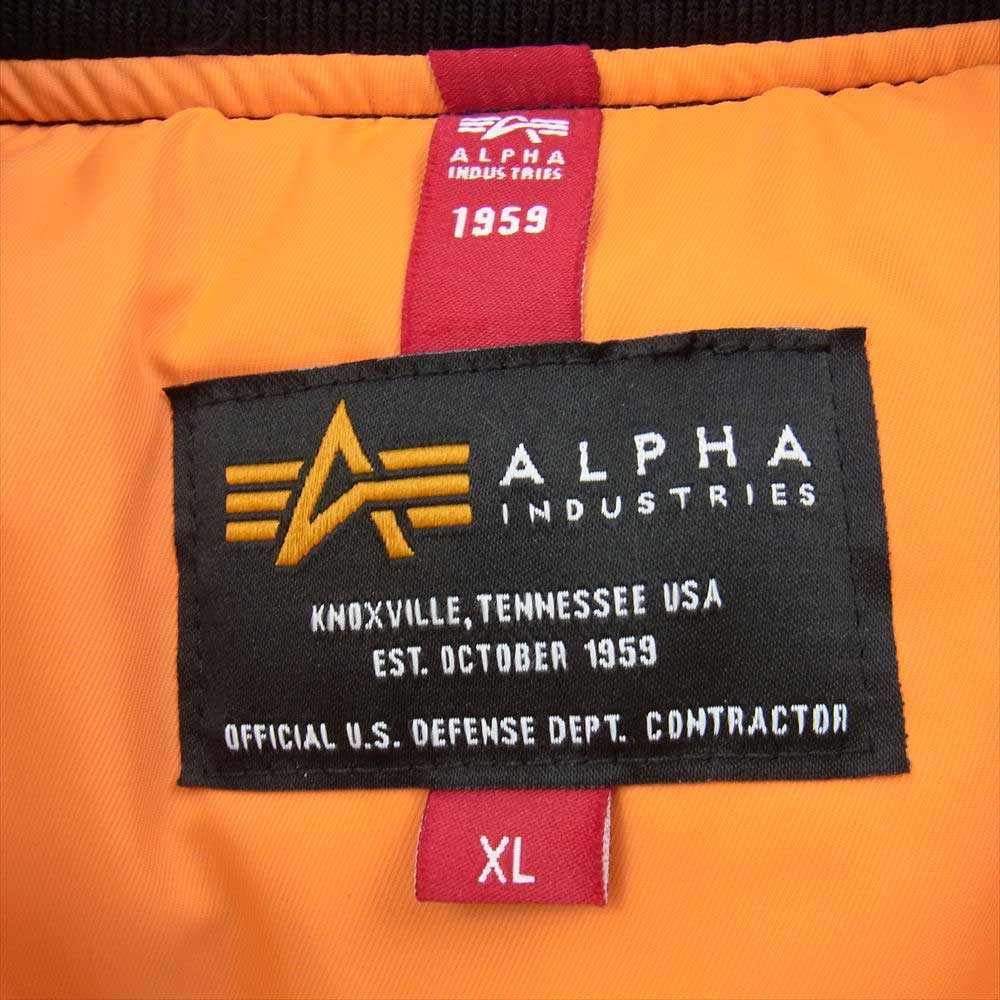 ALPHA
INDUSTRIES
1959
ALPHA
INDUSTRIES
KNOXVILLE, TENNESSEE USA
EST. OCTOBER 1959
OFFICIAL U.S. DEFENSE DEPT. CONTRACTOR
XL